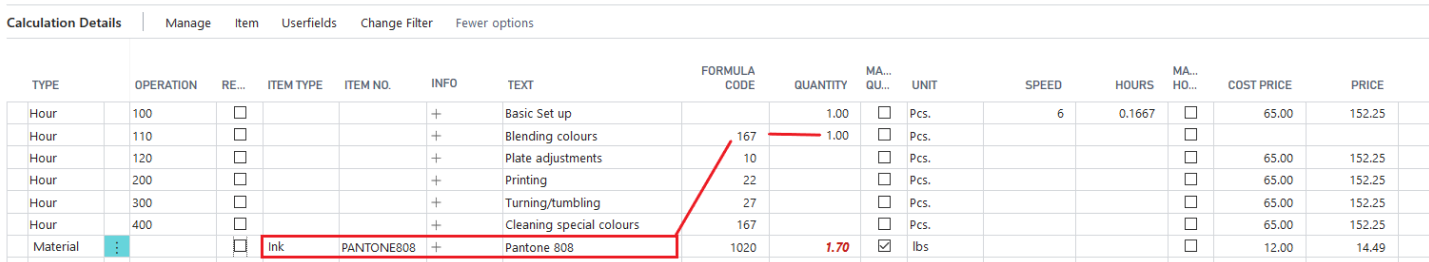 Calculation Details Manage Item Userfields Change Filter Fewer options
TYPE OPERATION RE... ITEM TYPE ITEM NO. INFO TEXT FORMULA CODE QUANTITY MA... QU... UNIT SPEED HOURS MA... HO... COST PRICE PRICE
Hour 100 + Basic Set up 1.00 Pcs. 6 0.1667 65.00 152.25
Hour 110 + Blending colours 167 1.00 Pcs.
Hour 120 + Plate adjustments 10 Pcs. 65.00 152.25
Hour 200 + Printing 22 Pcs. 65.00 152.25
Hour 300 + Turning/tumbling 27 Pcs. 65.00 152.25
Hour 400 + Cleaning special colours 167 Pcs. 65.00 152.25
Material Ink PANTONE808 + Pantone 808 1020 1.70 lbs 12.00 14.49